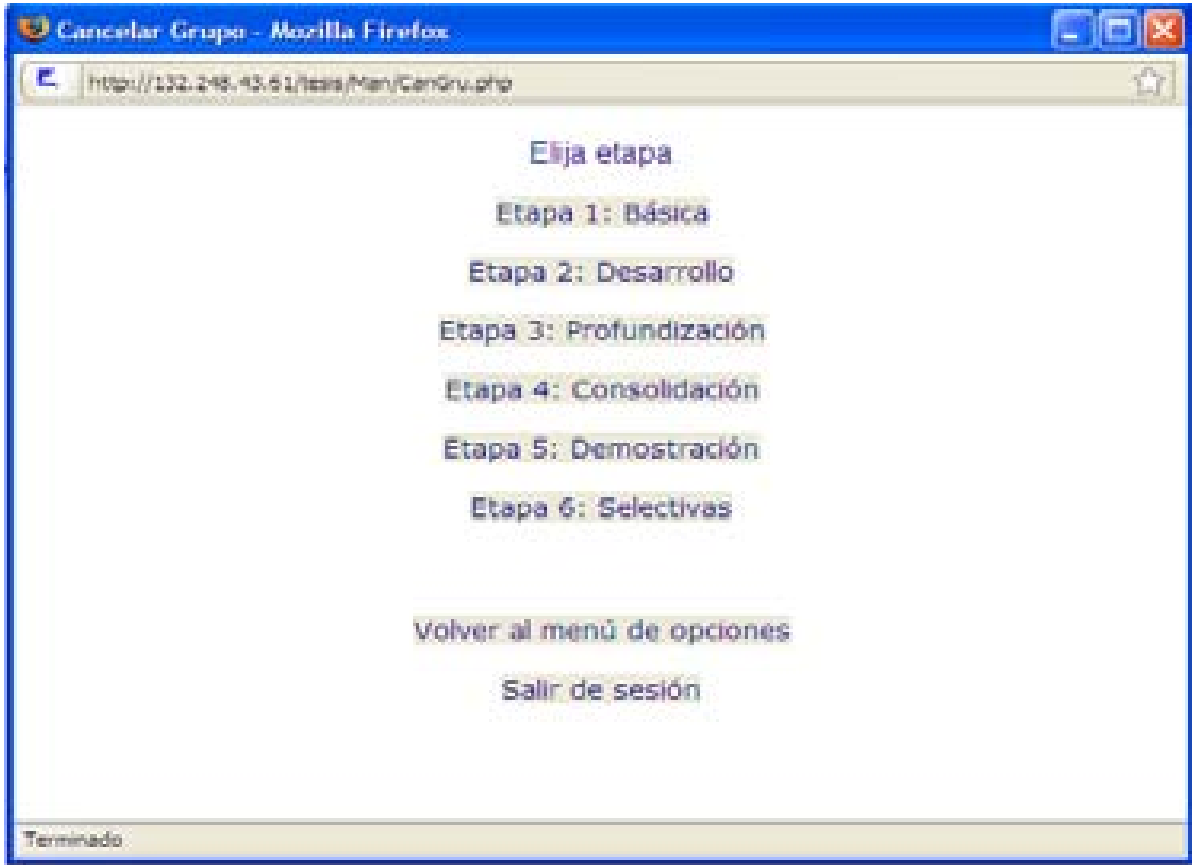 Cancelar Grupo - Mozilla Firefox
http://132.248.43.61/tesis/Man/CanGru.php
Elija etapa
Etapa 1: Básica
Etapa 2: Desarrollo
Etapa 3: Profundización
Etapa 4: Consolidación
Etapa 5: Demostración
Etapa 6: Selectivas
Volver al menú de opciones
Salir de sesión
Terminado